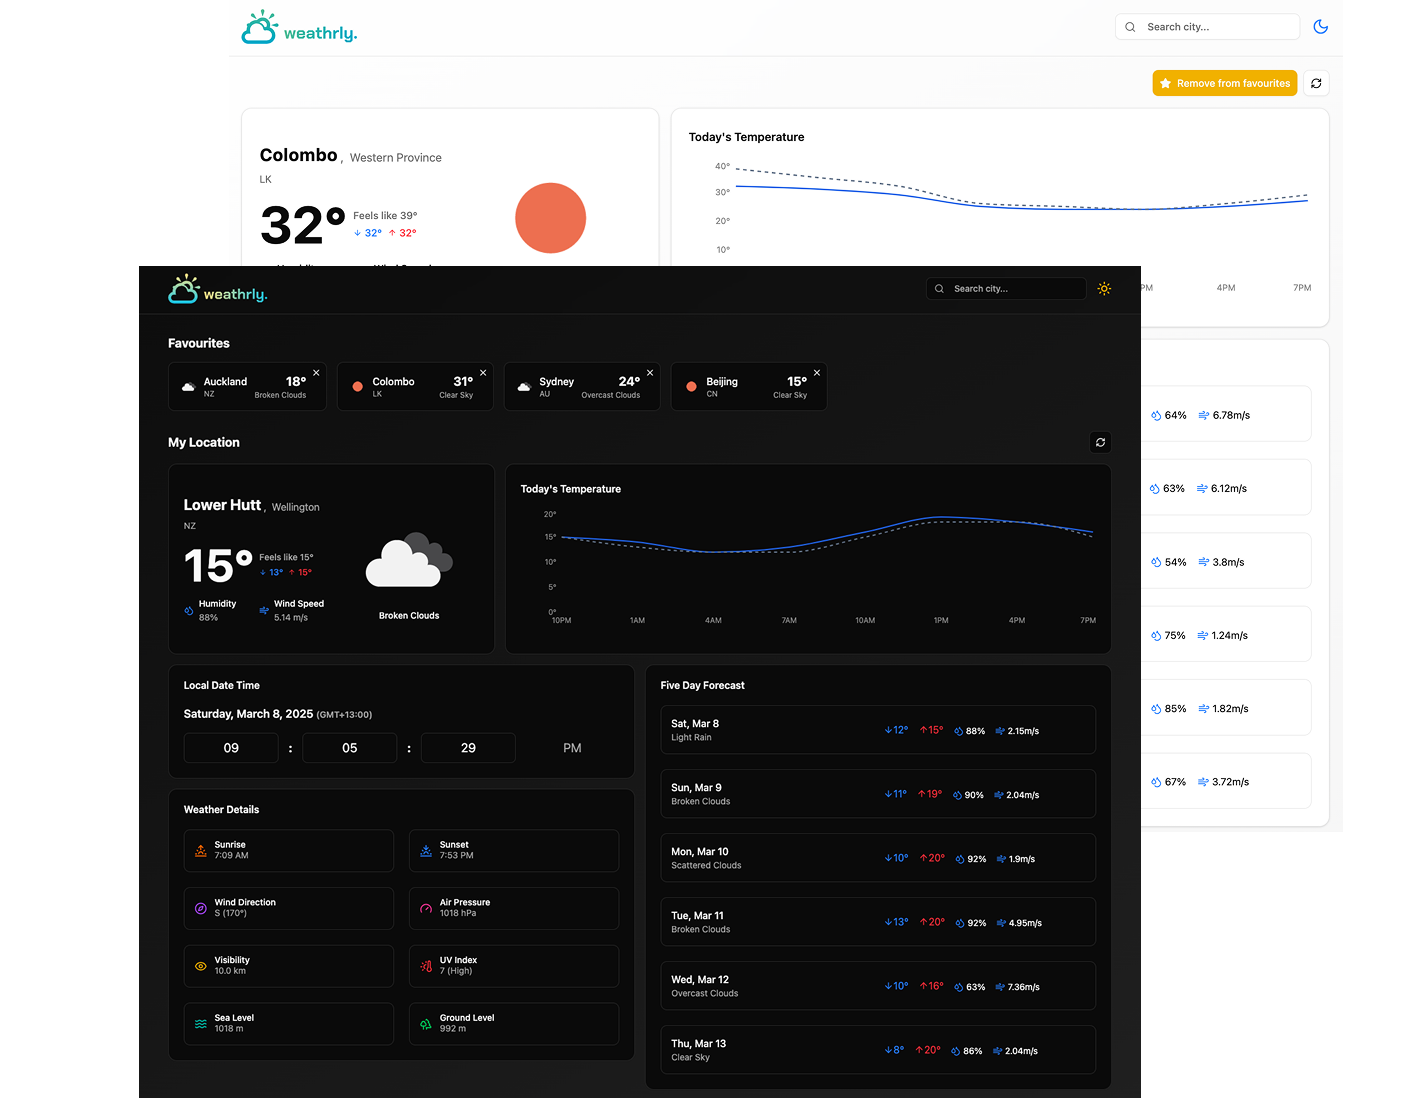 weathrly.
Search city...
Remove from favourites
Colombo , Western Province
LK
32° Feels like 39°
32° 32°
Today's Temperature
40°
30°
20°
10°
PM 4PM 7PM
64% 6.78m/s
63% 6.12m/s
54% 3.8m/s
75% 1.24m/s
85% 1.82m/s
67% 3.72m/s
weathrly.
Search city...
Favourites
Auckland 18°
NZ Broken Clouds
Colombo 31°
LK Clear Sky
Sydney 24°
AU Overcast Clouds
Beijing 15°
CN Clear Sky
My Location
Lower Hutt , Wellington
NZ
15° Feels like 15°
13° 15°
Humidity
88%
Wind Speed
5.14 m/s
Broken Clouds
Today's Temperature
20°
15°
10°
5°
0°
10PM 1AM 4AM 7AM 10AM 1PM 4PM 7PM
Local Date Time
Saturday, March 8, 2025 (GMT+13:00)
09 : 05 : 29 PM
Weather Details
Sunrise
7:09 AM
Sunset
7:53 PM
Wind Direction
S (170°)
Air Pressure
1018 hPa
Visibility
10.0 km
UV Index
7 (High)
Sea Level
1018 m
Ground Level
992 m
Five Day Forecast
Sat, Mar 8
Light Rain
12° 15° 88% 2.15m/s
Sun, Mar 9
Broken Clouds
11° 19° 90% 2.04m/s
Mon, Mar 10
Scattered Clouds
10° 20° 92% 1.9m/s
Tue, Mar 11
Broken Clouds
13° 20° 92% 4.95m/s
Wed, Mar 12
Overcast Clouds
10° 16° 63% 7.36m/s
Thu, Mar 13
Clear Sky
8° 20° 86% 2.04m/s